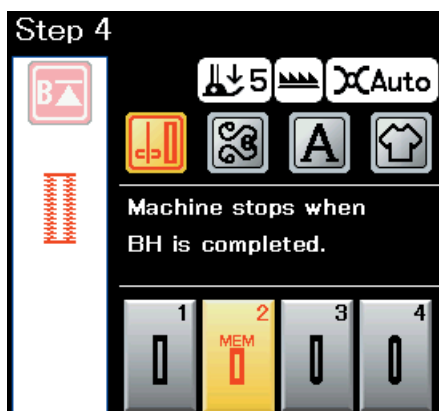 Step 4
B
5
Auto
A
Machine stops when
BH is completed.
1 2 3 4
MEM